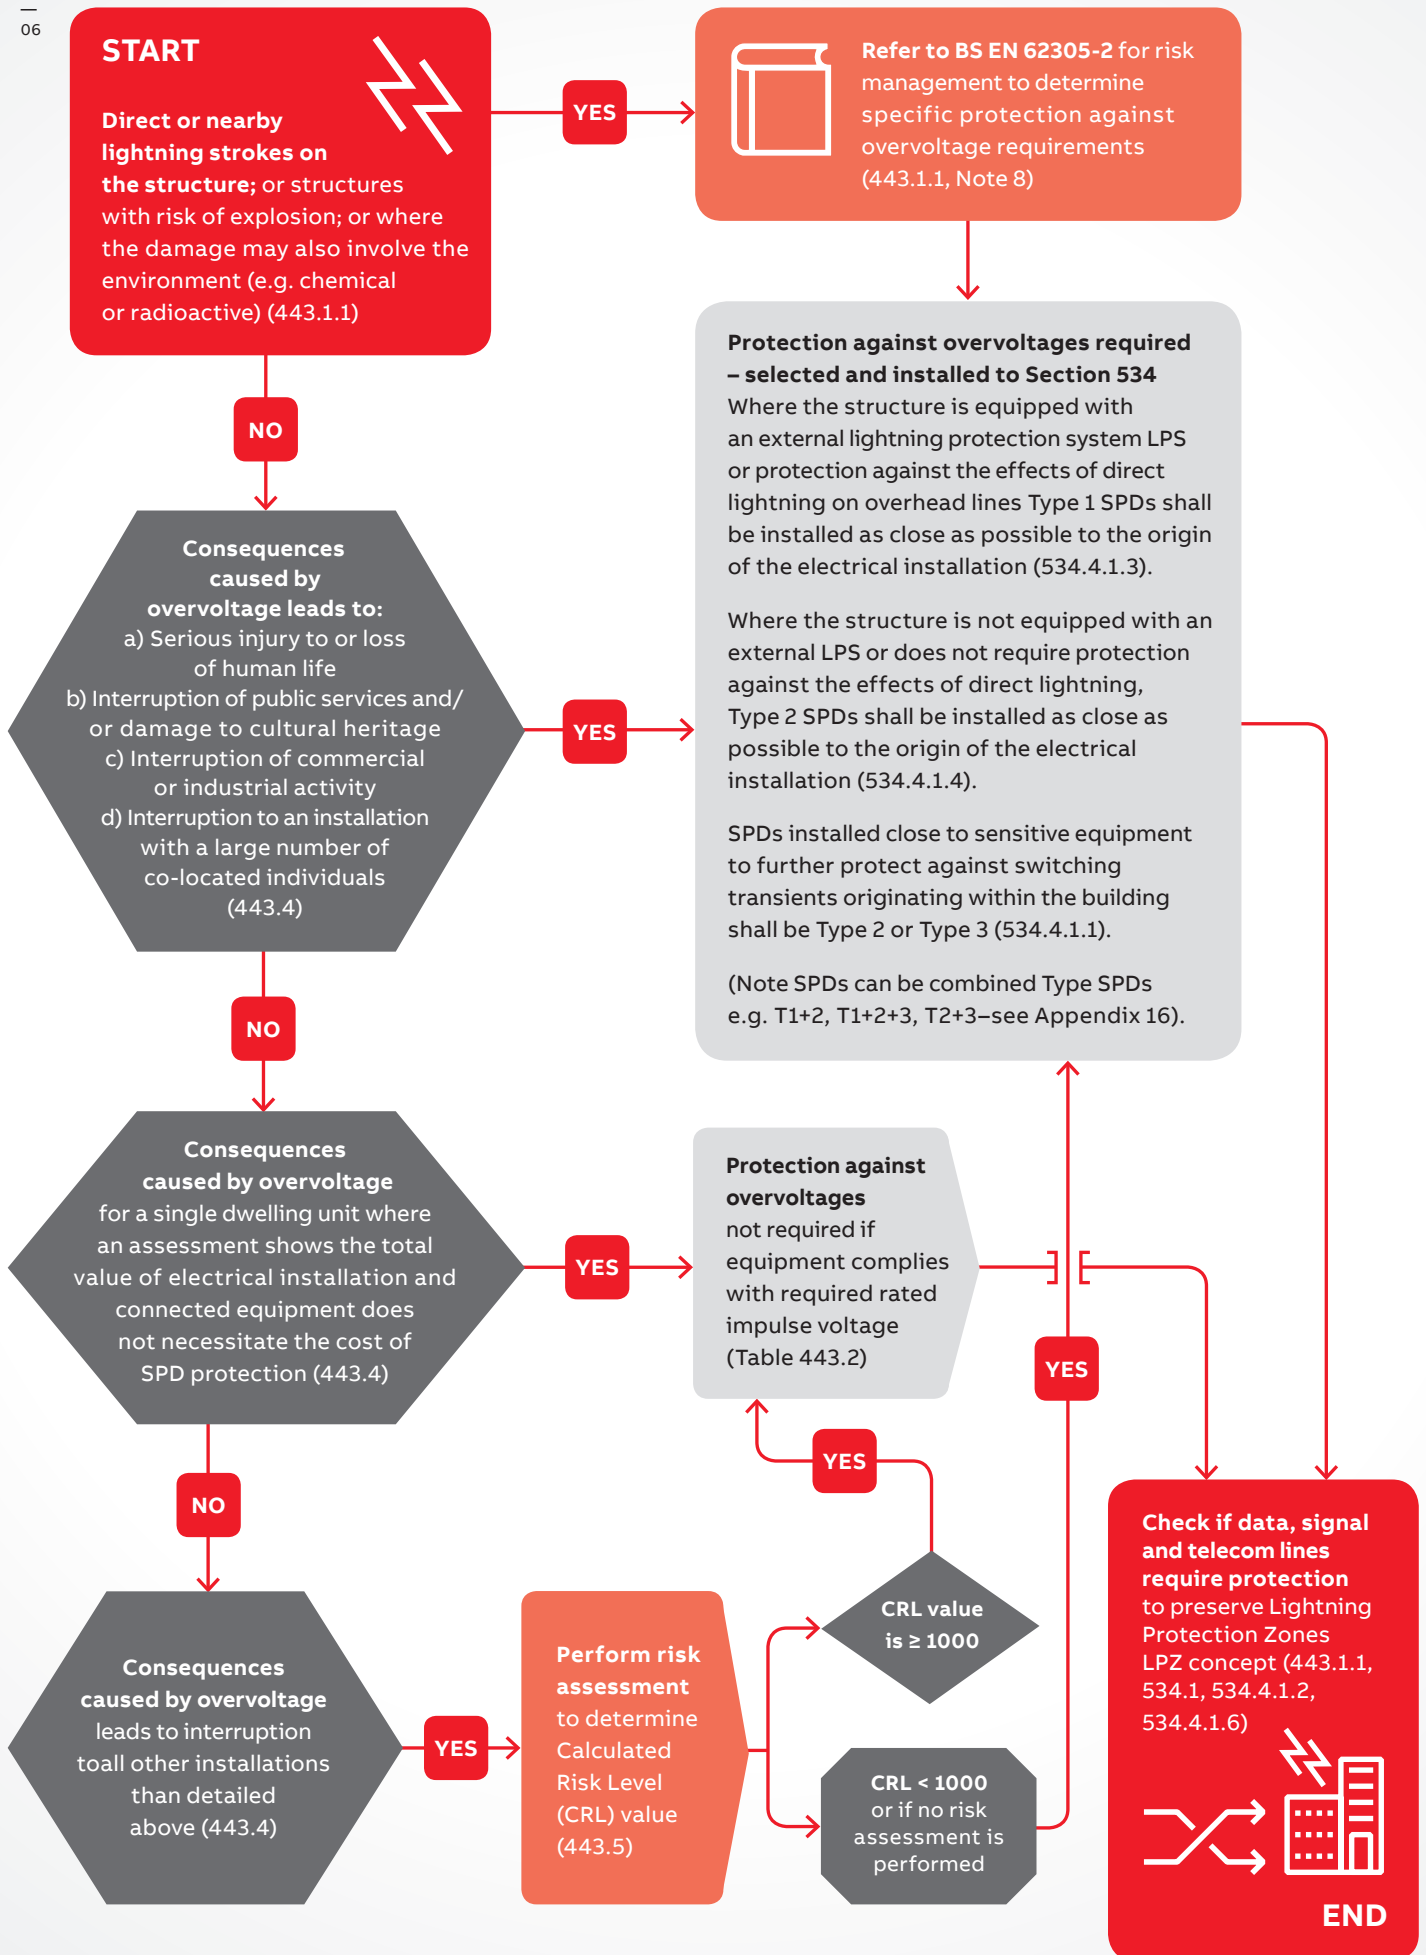 06
START
Direct or nearby
lightning strokes on
the structure; or structures
with risk of explosion; or where
the damage may also involve the
environment (e.g. chemical
or radioactive) (443.1.1)
YES
Refer to BS EN 62305-2 for risk
management to determine
specific protection against
overvoltage requirements
(443.1.1, Note 8)
NO
Protection against overvoltages required
– selected and installed to Section 534
Where the structure is equipped with
an external lightning protection system LPS
or protection against the effects of direct
lightning on overhead lines Type 1 SPDs shall
be installed as close as possible to the origin
of the electrical installation (534.4.1.3).
Where the structure is not equipped with an
external LPS or does not require protection
against the effects of direct lightning,
Type 2 SPDs shall be installed as close as
possible to the origin of the electrical
installation (534.4.1.4).
SPDs installed close to sensitive equipment
to further protect against switching
transients originating within the building
shall be Type 2 or Type 3 (534.4.1.1).
(Note SPDs can be combined Type SPDs
e.g. T1+2, T1+2+3, T2+3–see Appendix 16).
Consequences
caused by
overvoltage leads to:
a) Serious injury to or loss
of human life
b) Interruption of public services and/
or damage to cultural heritage
c) Interruption of commercial
or industrial activity
d) Interruption to an installation
with a large number of
co-located individuals
(443.4)
YES
NO
Consequences
caused by overvoltage
for a single dwelling unit where
an assessment shows the total
value of electrical installation and
connected equipment does
not necessitate the cost of
SPD protection (443.4)
YES
Protection against
overvoltages
not required if
equipment complies
with required rated
impulse voltage
(Table 443.2)
YES
YES
NO
Consequences
caused by overvoltage
leads to interruption
toall other installations
than detailed
above (443.4)
YES
Perform risk
assessment
to determine
Calculated
Risk Level
(CRL) value
(443.5)
CRL value
is ≥ 1000
CRL < 1000
or if no risk
assessment is
performed
Check if data, signal
and telecom lines
require protection
to preserve Lightning
Protection Zones
LPZ concept (443.1.1,
534.1, 534.4.1.2,
534.4.1.6)
END